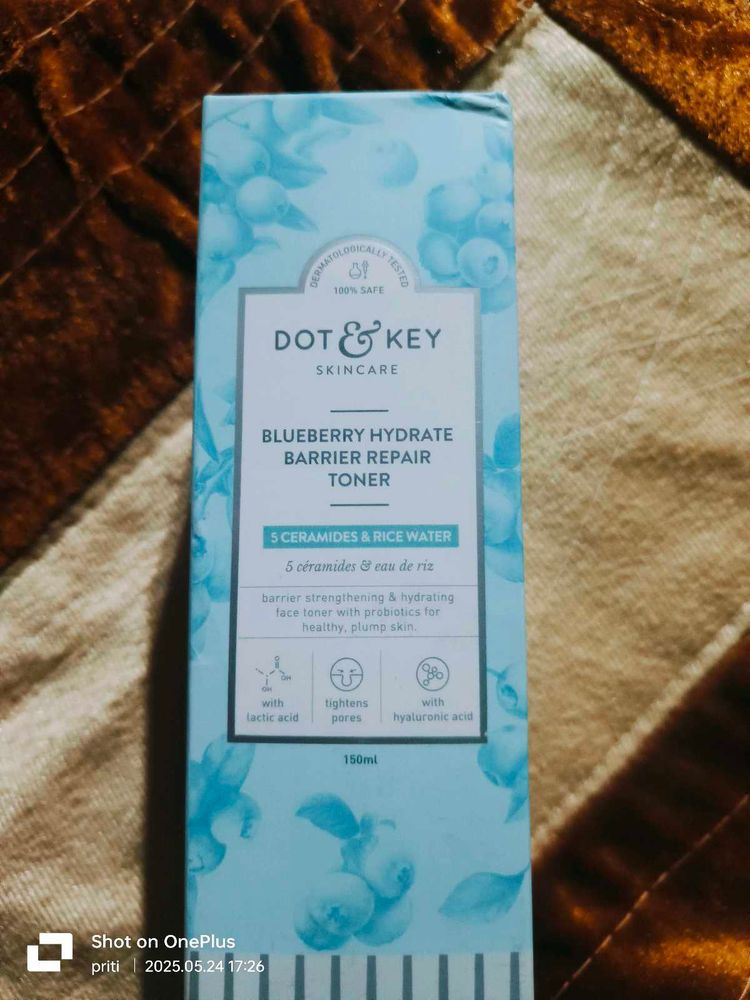 DERMATOLOGICALLY TESTED
100% SAFE
DOT & KEY
SKINCARE
BLUEBERRY HYDRATE
BARRIER REPAIR
TONER
5 CERAMIDES & RICE WATER
5 céramides & eau de riz
barrier strengthening & hydrating
face toner with probiotics for
healthy, plump skin.
O
OH
OH
with
lactic acid
tightens
pores
with
hyaluronic acid
150ml
Shot on OnePlus
priti | 2025.05.24 17:26